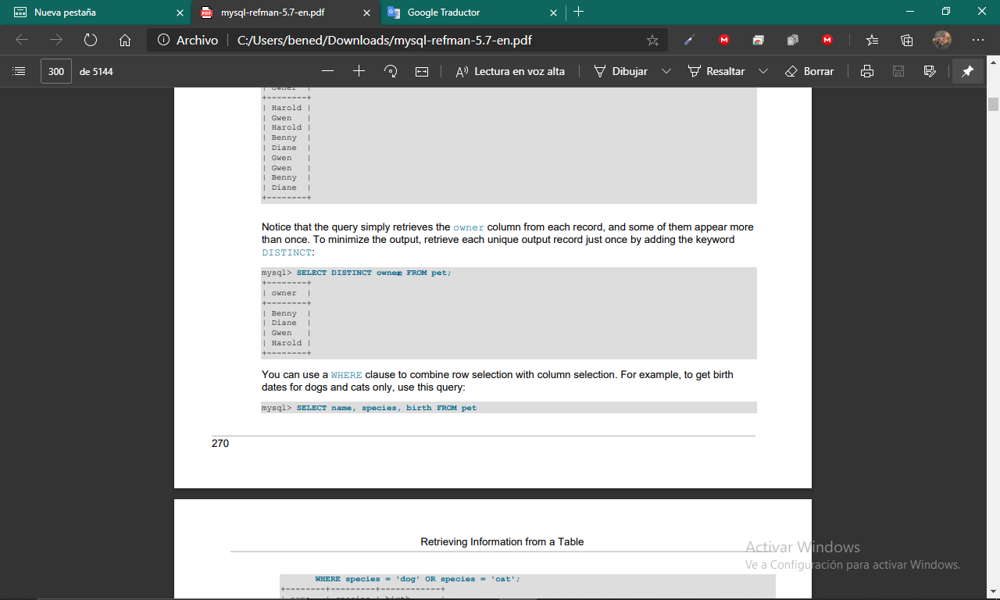 Nueva pestaña
mysql-refman-5.7-en.pdf
Google Traductor
Archivo
C:/Users/bened/Downloads/mysql-refman-5.7-en.pdf
300 de 5144
Lectura en voz alta
Dibujar
Resaltar
Borrar
| owner |
+--------+
| Harold |
| Gwen |
| Harold |
| Benny |
| Diane |
| Gwen |
| Gwen |
| Benny |
| Diane |
+--------+
Notice that the query simply retrieves the owner column from each record, and some of them appear more
than once. To minimize the output, retrieve each unique output record just once by adding the keyword
DISTINCT:
mysql> SELECT DISTINCT owner FROM pet;
+--------+
| owner |
+--------+
| Benny |
| Diane |
| Gwen |
| Harold |
+--------+
You can use a WHERE clause to combine row selection with column selection. For example, to get birth
dates for dogs and cats only, use this query:
mysql> SELECT name, species, birth FROM pet
270
Retrieving Information from a Table
WHERE species = 'dog' OR species = 'cat';
+--------+---------+------------+
| name | species | birth |
Activar Windows
Ve a Configuración para activar Windows.